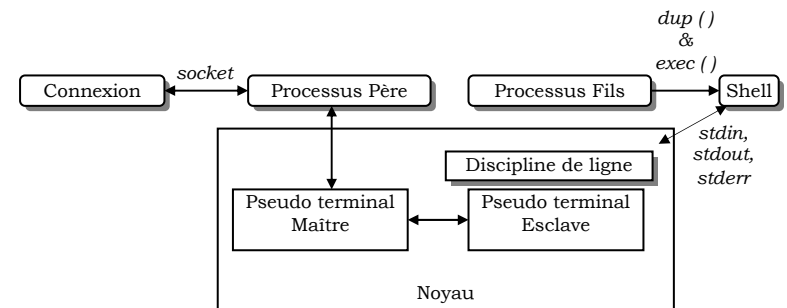 dup ( )
&
exec ( )
socket
Connexion
Processus Père
Processus Fils
Shell
stdin,
stdout,
stderr
Discipline de ligne
Pseudo terminal
Maître
Pseudo terminal
Esclave
Noyau